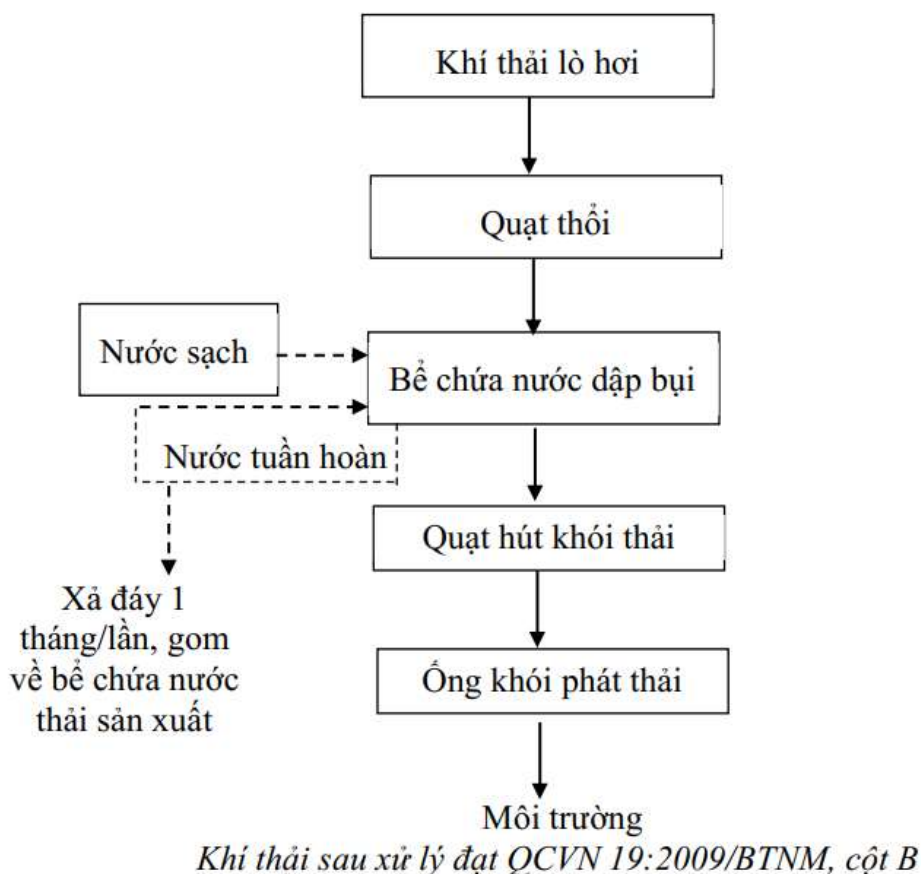 Khí thải lò hơi
Quạt thổi
Nước sạch
Bể chứa nước dập bụi
Nước tuần hoàn
Quạt hút khói thải
Xả đáy 1
tháng/lần, gom
về bể chứa nước
thải sản xuất
Ống khói phát thải
Môi trường
Khí thải sau xử lý đạt QCVN 19:2009/BTNM, cột B